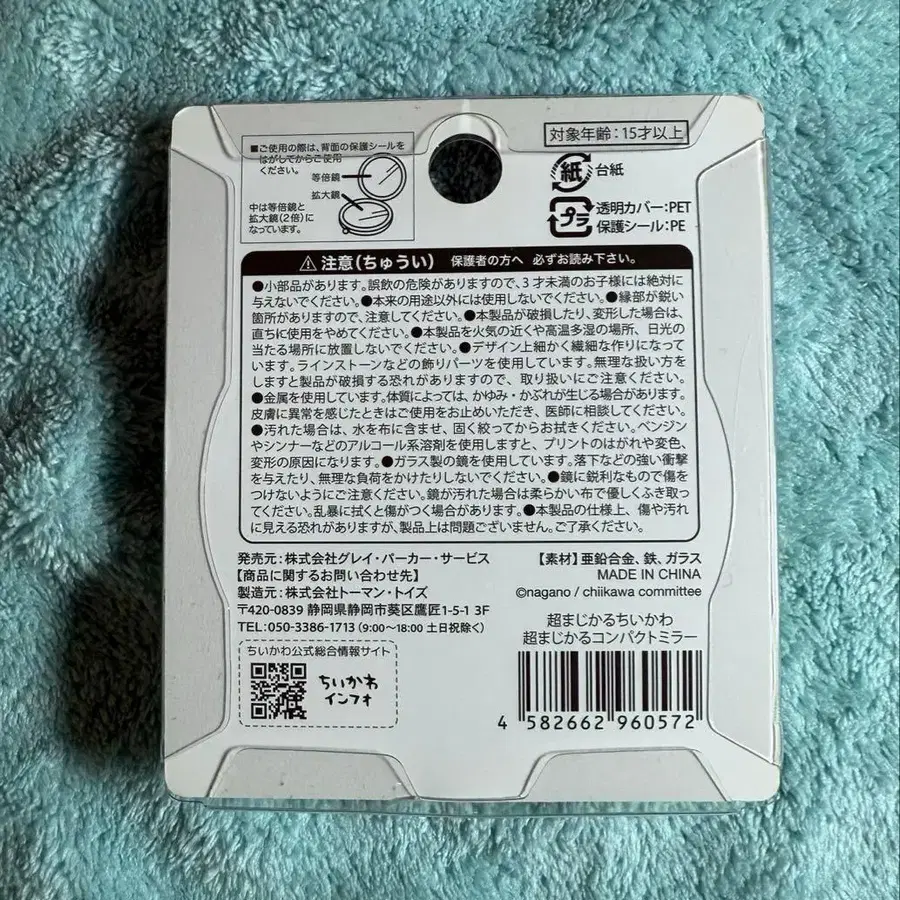 ■ご使用の際は、背面の保護シールを
はがしてからご使用
ください。
等倍鏡
拡大鏡
中は等倍鏡と
拡大鏡(2倍)に
なっています。
対象年齢:15才以上
紙 台紙
プラ 透明カバー:PET
保護シール:PE
⚠注意(ちゅうい) 保護者の方へ 必ずお読み下さい。
●小部品があります。誤飲の危険がありますので、3才未満のお子様には絶対に
与えないでください。●本来の用途以外には使用しないでください。●縁部が鋭い
箇所がありますので、注意してください。●本製品が破損したり、変形した場合は、
直ちに使用をやめてください。●本製品を火気の近くや高温多湿の場所、日光の
当たる場所に放置しないでください。●デザイン上細かく繊細な作りになって
います。ラインストーンなどの飾りパーツを使用しています。無理な扱い方を
しますと製品が破損する恐れがありますので、取り扱いにご注意ください。
●金属を使用しています。体質によっては、かゆみ・かぶれが生じる場合があります。
皮膚に異常を感じたときはご使用をお止めいただき、医師に相談してください。
●汚れた場合は、水を布に含ませ、固く絞ってからお拭きください。ベンジン
やシンナーなどのアルコール系溶剤を使用しますと、プリントのはがれや変色、
変形の原因になります。●ガラス製の鏡を使用しています。落下などの強い衝撃
を与えたり、無理な負荷をかけたりしないでください。●鏡に鋭利なもので傷を
つけないようにご注意ください。鏡が汚れた場合は柔らかい布で優しくふき取っ
てください。乱暴に拭くと傷がつく場合があります。●本製品の仕様上、傷や汚れ
に見える恐れがありますが、製品上は問題ございません。ご了承ください。
発売元:株式会社グレイ・パーカー・サービス
【商品に関するお問い合わせ先】
製造元:株式会社トーマン・トイズ
〒420-0839 静岡県静岡市葵区鷹匠1-5-1 3F
TEL:050-3386-1713(9:00〜18:00 土日祝除く)
【素材】亜鉛合金、鉄、ガラス
MADE IN CHINA
©nagano / chiikawa committee
ちいかわ公式総合情報サイト
ちいかわ
インフォ
超まじかるちいかわ
超まじかるコンパクトミラー
4 582662 960572